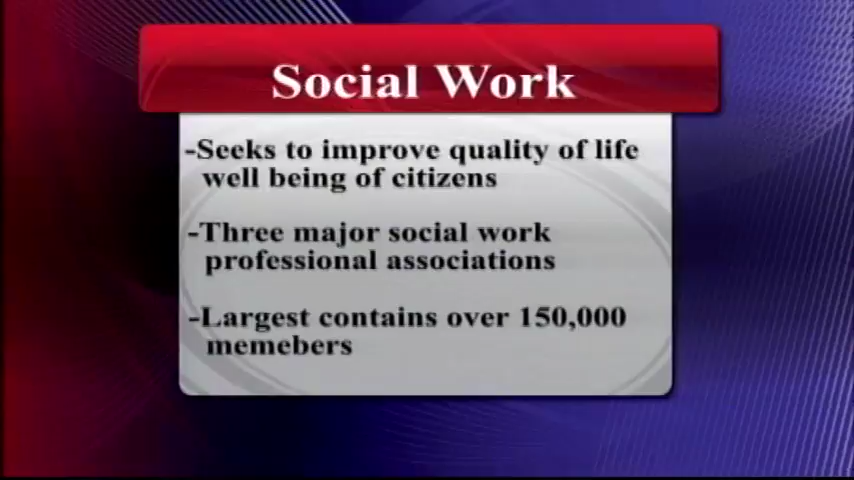 Social Work
-Seeks to improve quality of life
well being of citizens
-Three major social work
professional associations
-Largest contains over 150,000
memebers